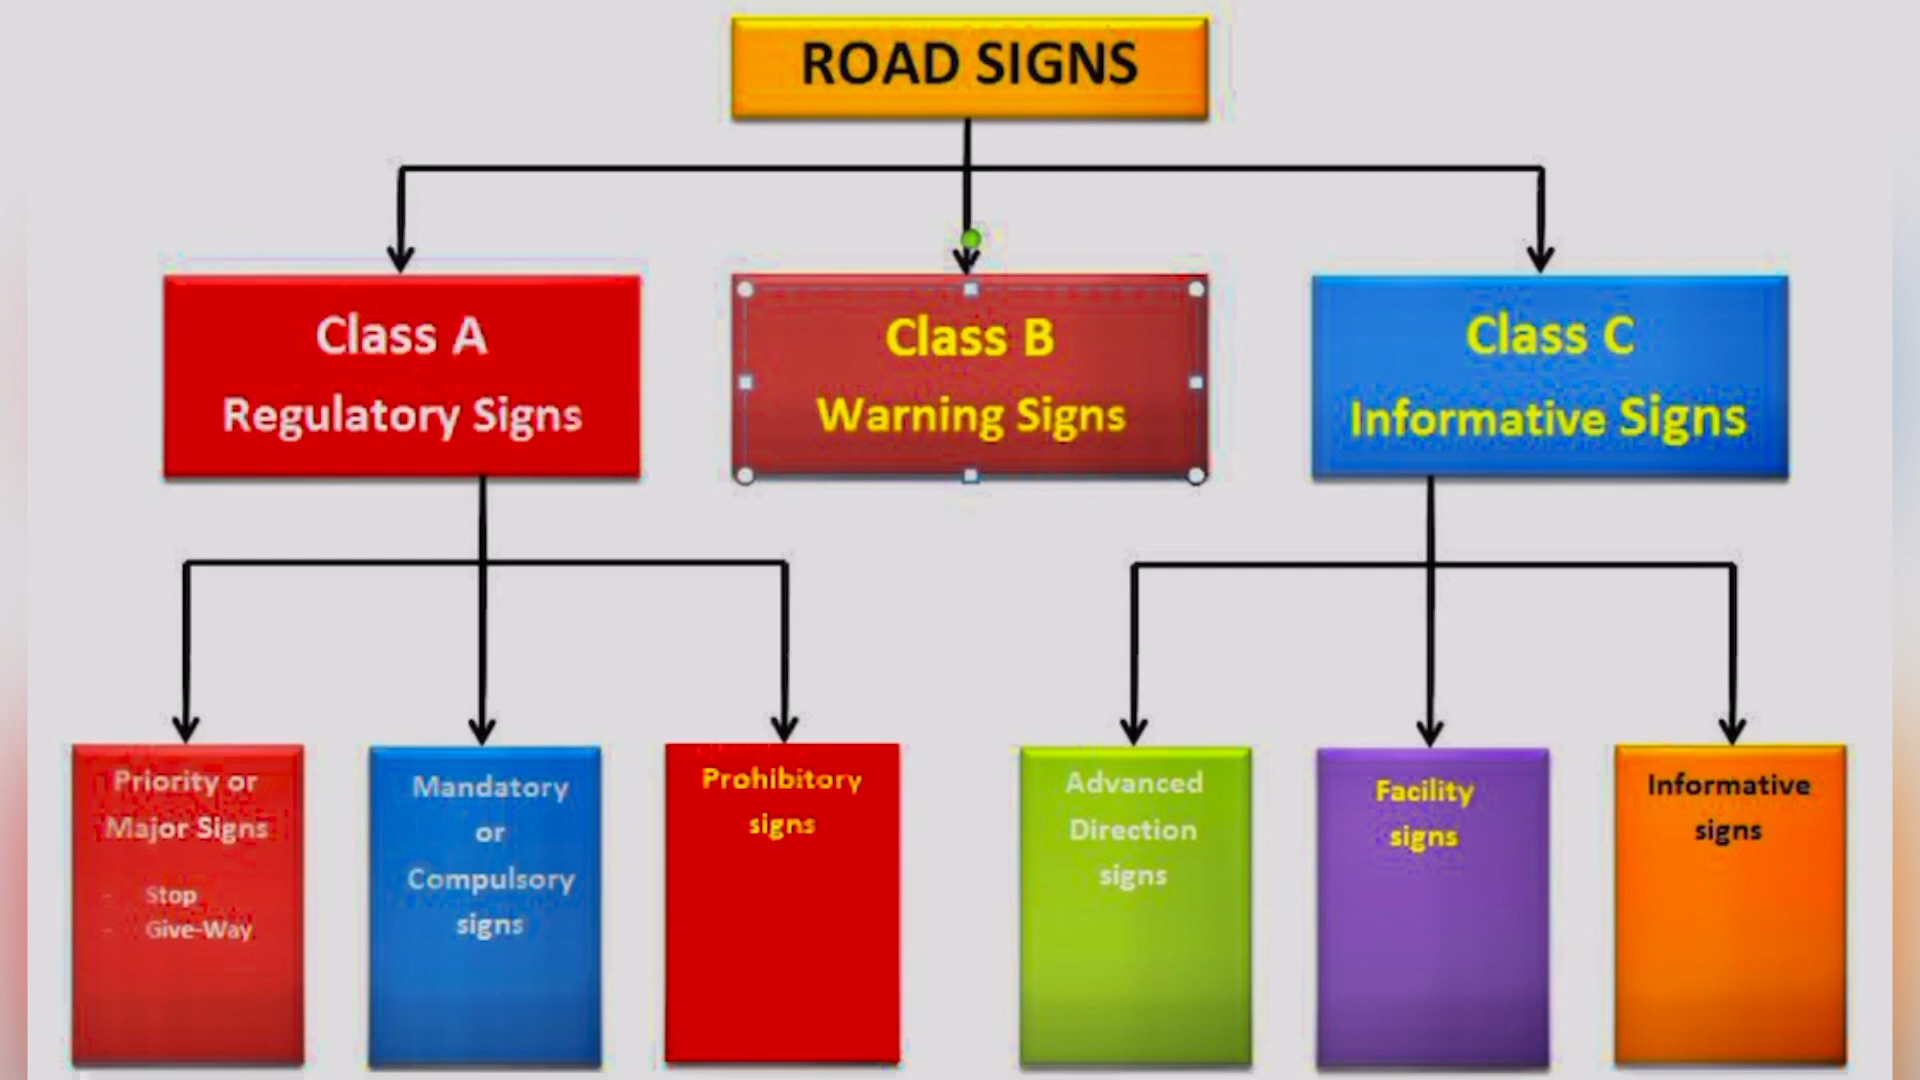 ROAD SIGNS
Class A
Regulatory Signs
Class B
Warning Signs
Class C
Informative Signs
Priority or
Major Signs
- Stop
- Give-Way
Mandatory
or
Compulsory
signs
Prohibitory
signs
Advanced
Direction
signs
Facility
signs
Informative
signs